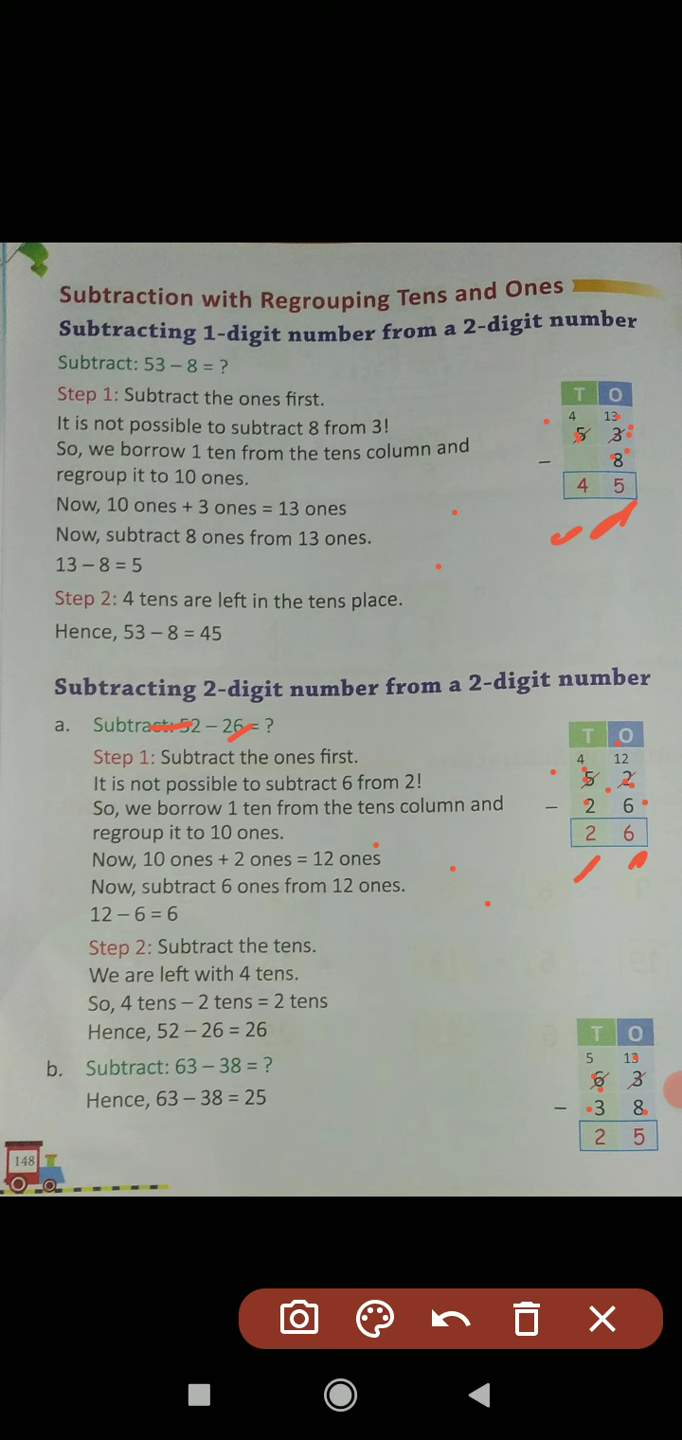 Subtraction with Regrouping Tens and Ones
Subtracting 1-digit number from a 2-digit number
Subtract: 53 – 8 = ?
Step 1: Subtract the ones first.
It is not possible to subtract 8 from 3!
So, we borrow 1 ten from the tens column and
regroup it to 10 ones.
Now, 10 ones + 3 ones = 13 ones
Now, subtract 8 ones from 13 ones.
13 – 8 = 5
Step 2: 4 tens are left in the tens place.
Hence, 53 – 8 = 45
T O
4 13
5 3
– 8
4 5
Subtracting 2-digit number from a 2-digit number
a. Subtract: 52 – 26 = ?
Step 1: Subtract the ones first.
It is not possible to subtract 6 from 2!
So, we borrow 1 ten from the tens column and
regroup it to 10 ones.
Now, 10 ones + 2 ones = 12 ones
Now, subtract 6 ones from 12 ones.
12 – 6 = 6
Step 2: Subtract the tens.
We are left with 4 tens.
So, 4 tens – 2 tens = 2 tens
Hence, 52 – 26 = 26
T O
4 12
5 2
– 2 6
2 6
b. Subtract: 63 – 38 = ?
Hence, 63 – 38 = 25
T O
5 13
6 3
– 3 8
2 5
148